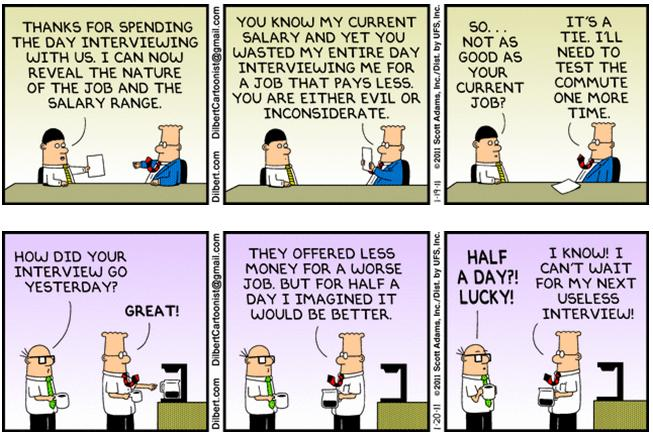 THANKS FOR SPENDING
THE DAY INTERVIEWING
WITH US. I CAN NOW
REVEAL THE NATURE
OF THE JOB AND THE
SALARY RANGE.
Dilbert.com DilbertCartoonist@gmail.com
YOU KNOW MY CURRENT
SALARY AND YET YOU
WASTED MY ENTIRE DAY
INTERVIEWING ME FOR
A JOB THAT PAYS LESS.
YOU ARE EITHER EVIL OR
INCONSIDERATE.
1-19-11 ©2011 Scott Adams, Inc./Dist. by UFS, Inc.
SO...
NOT AS
GOOD AS
YOUR
CURRENT
JOB?
IT'S A
TIE. I'LL
NEED TO
TEST THE
COMMUTE
ONE MORE
TIME.
HOW DID YOUR
INTERVIEW GO
YESTERDAY?
GREAT!
Dilbert.com DilbertCartoonist@gmail.com
THEY OFFERED LESS
MONEY FOR A WORSE
JOB. BUT FOR HALF A
DAY I IMAGINED IT
WOULD BE BETTER.
1-20-11 ©2011 Scott Adams, Inc./Dist. by UFS, Inc.
HALF
A DAY?!
LUCKY!
I KNOW! I
CAN'T WAIT
FOR MY NEXT
USELESS
INTERVIEW!